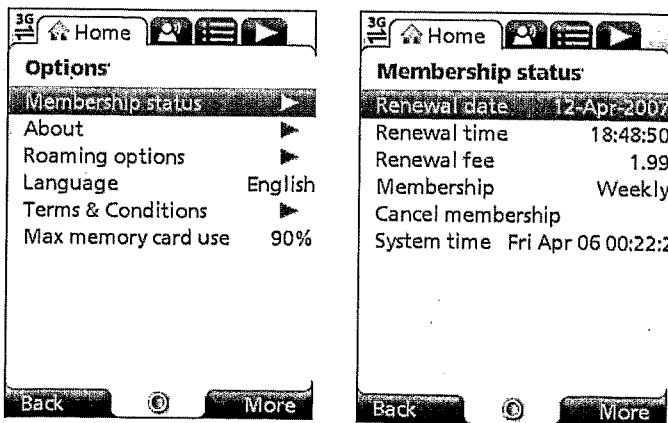 3G
Home
Options
Membership status
About
Roaming options
Language English
Terms & Conditions
Max memory card use 90%
Back More
3G
Home
Membership status
Renewal date 12-Apr-2007
Renewal time 18:48:50
Renewal fee 1.99
Membership Weekly
Cancel membership
System time Fri Apr 06 00:22:2
Back More